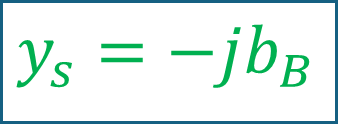 y_s = −jb_B